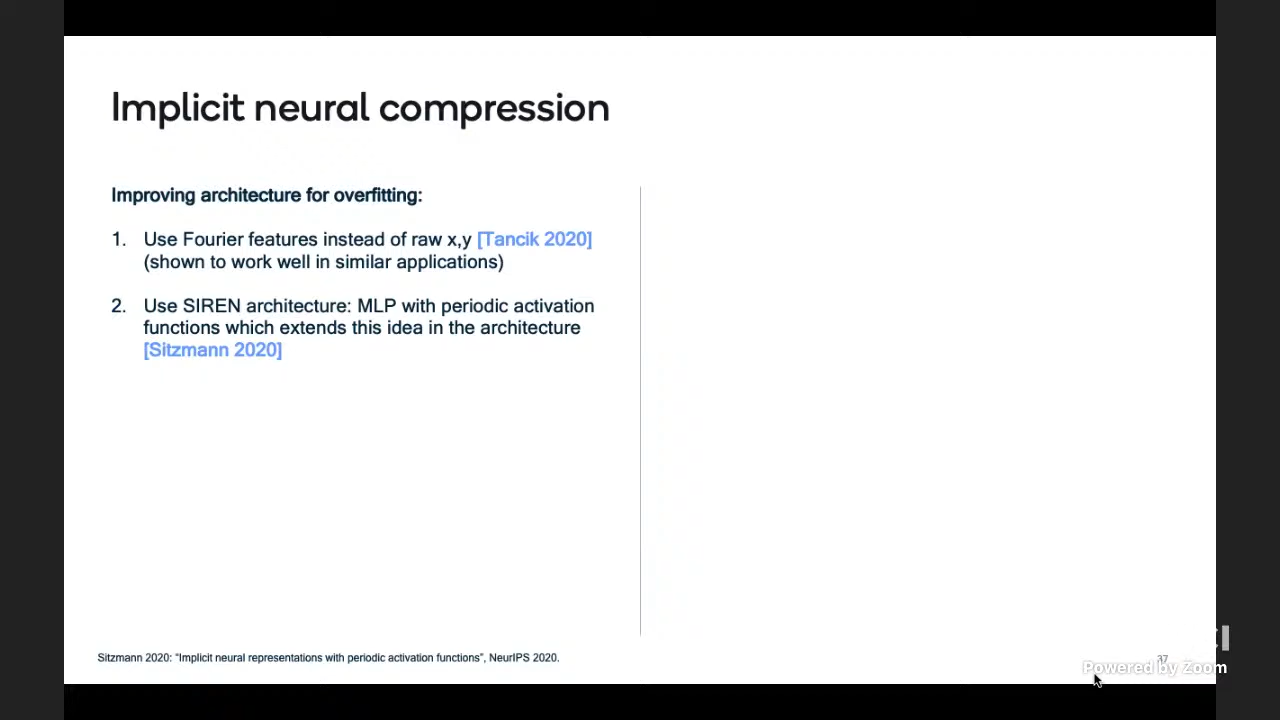 Implicit neural compression
Improving architecture for overfitting:
1. Use Fourier features instead of raw x,y [Tancik 2020]
(shown to work well in similar applications)
2. Use SIREN architecture: MLP with periodic activation
functions which extends this idea in the architecture
[Sitzmann 2020]
Sitzmann 2020: “Implicit neural representations with periodic activation functions”, NeurIPS 2020.
Powered by Zoom